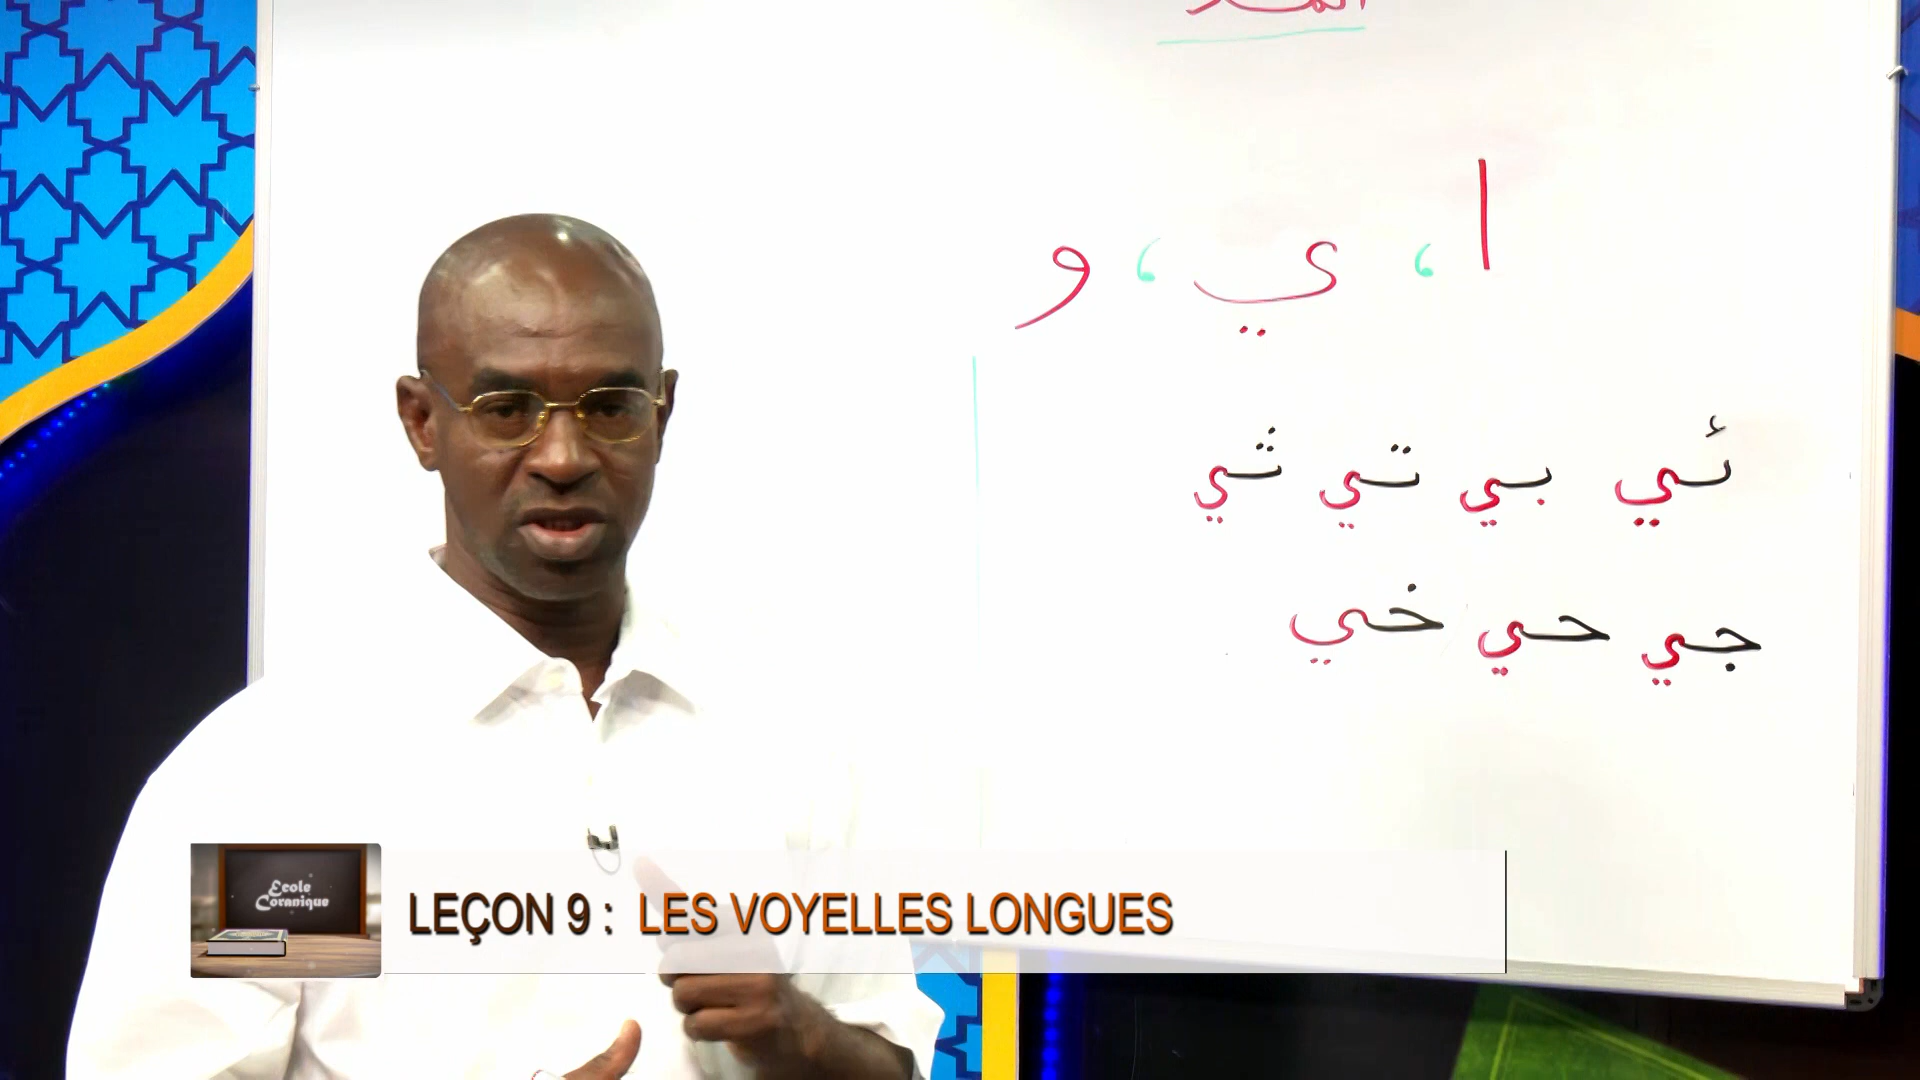 ا ، ي ، و
ئي بي تي ثي
جي حي خي
Ecole
Coranique
LEÇON 9 : LES VOYELLES LONGUES